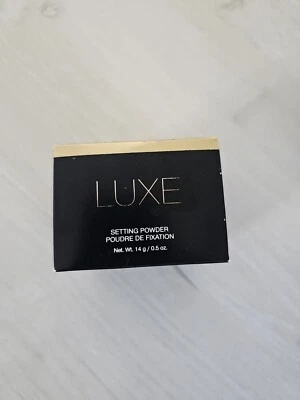 LUXE
SETTING POWDER
POUDRE DE FIXATION
Net. Wt. 14 g / 0.5 oz.